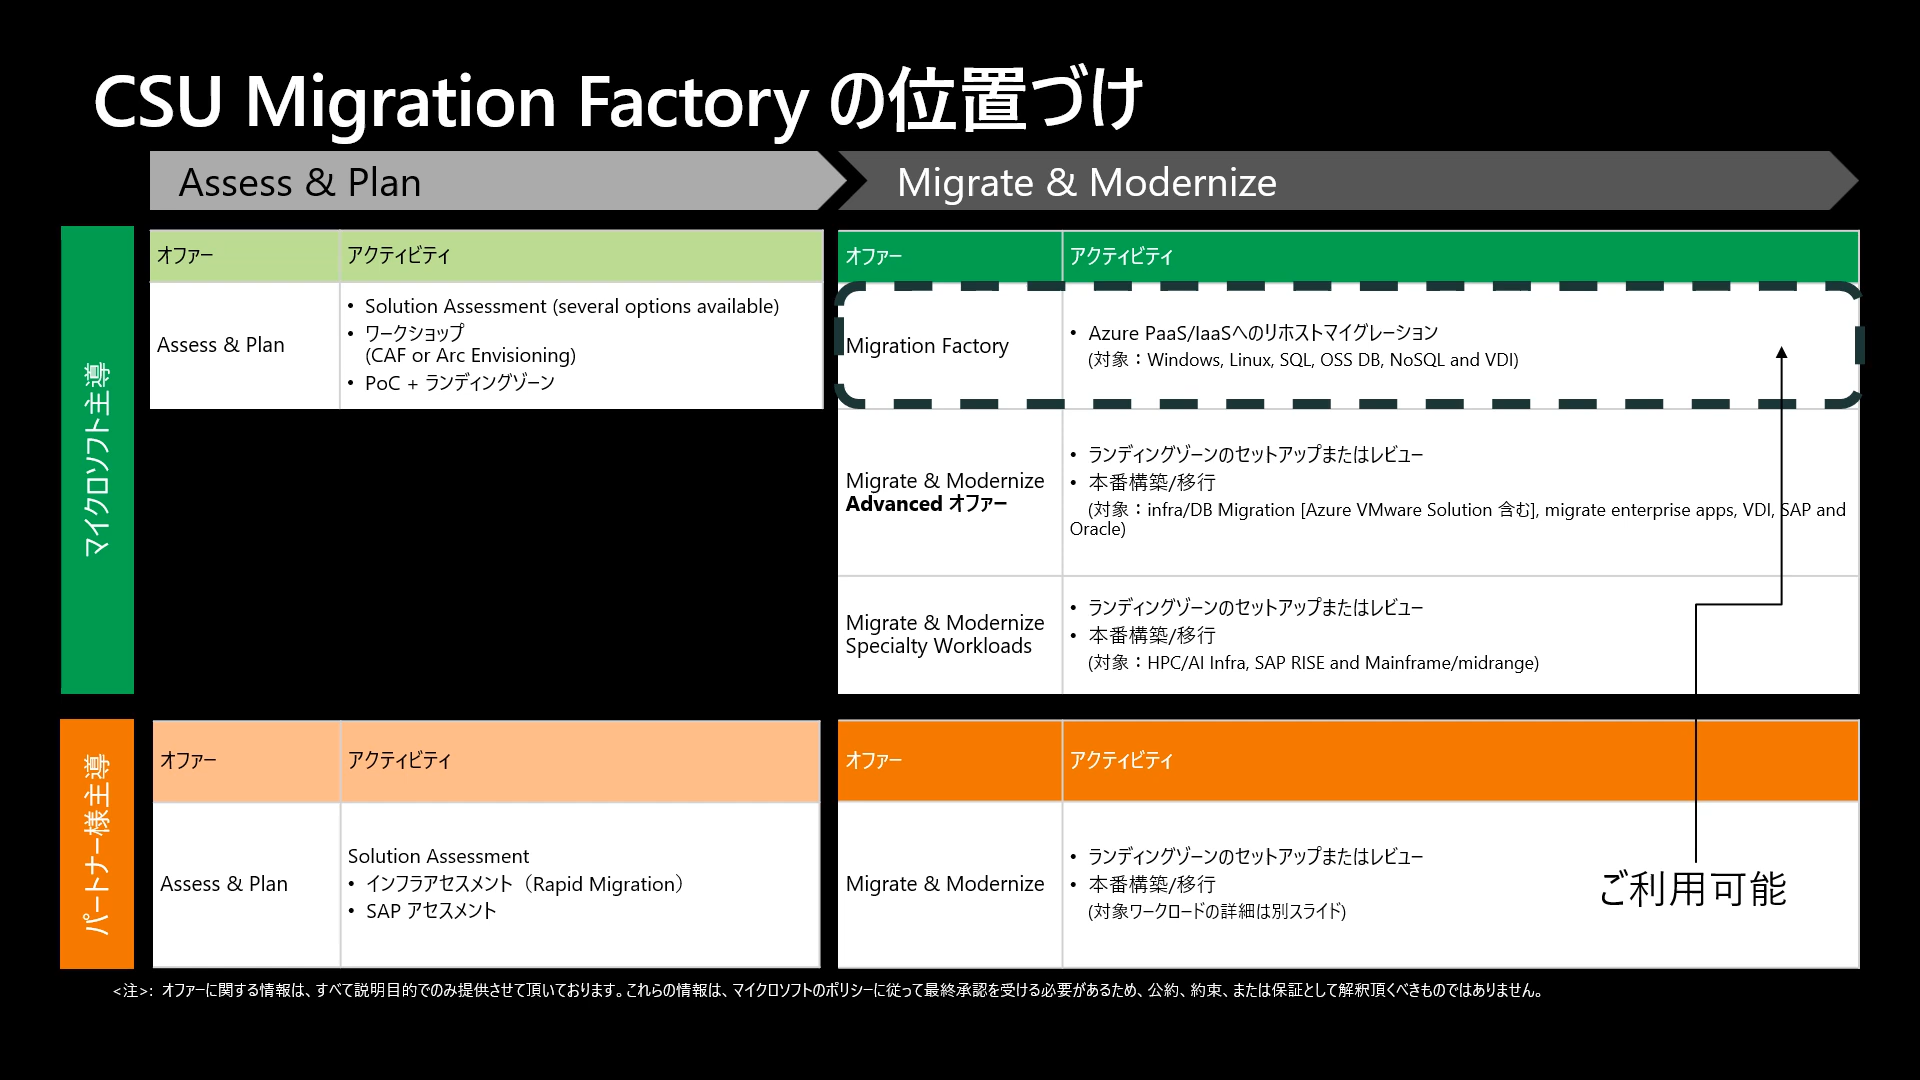 CSU Migration Factory の位置づけ
Assess & Plan
Migrate & Modernize
マイクロソフト主導
オファー
アクティビティ
Assess & Plan
• Solution Assessment (several options available)
• ワークショップ
(CAF or Arc Envisioning)
• PoC + ランディングゾーン
オファー
アクティビティ
Migration Factory
• Azure PaaS/IaaSへのリホストマイグレーション
(対象：Windows, Linux, SQL, OSS DB, NoSQL and VDI)
Migrate & Modernize
Advanced オファー
• ランディングゾーンのセットアップまたはレビュー
• 本番構築/移行
(対象：infra/DB Migration [Azure VMware Solution 含む], migrate enterprise apps, VDI, SAP and
Oracle)
Migrate & Modernize
Specialty Workloads
• ランディングゾーンのセットアップまたはレビュー
• 本番構築/移行
(対象：HPC/AI Infra, SAP RISE and Mainframe/midrange)
パートナー様主導
オファー
アクティビティ
Assess & Plan
Solution Assessment
• インフラアセスメント（Rapid Migration）
• SAP アセスメント
オファー
アクティビティ
Migrate & Modernize
• ランディングゾーンのセットアップまたはレビュー
• 本番構築/移行
(対象ワークロードの詳細は別スライド)
ご利用可能
<注>: オファーに関する情報は、すべて説明目的でのみ提供させて頂いております。これらの情報は、マイクロソフトのポリシーに従って最終承認を受ける必要があるため、公約、約束、または保証として解釈頂くべきものではありません。